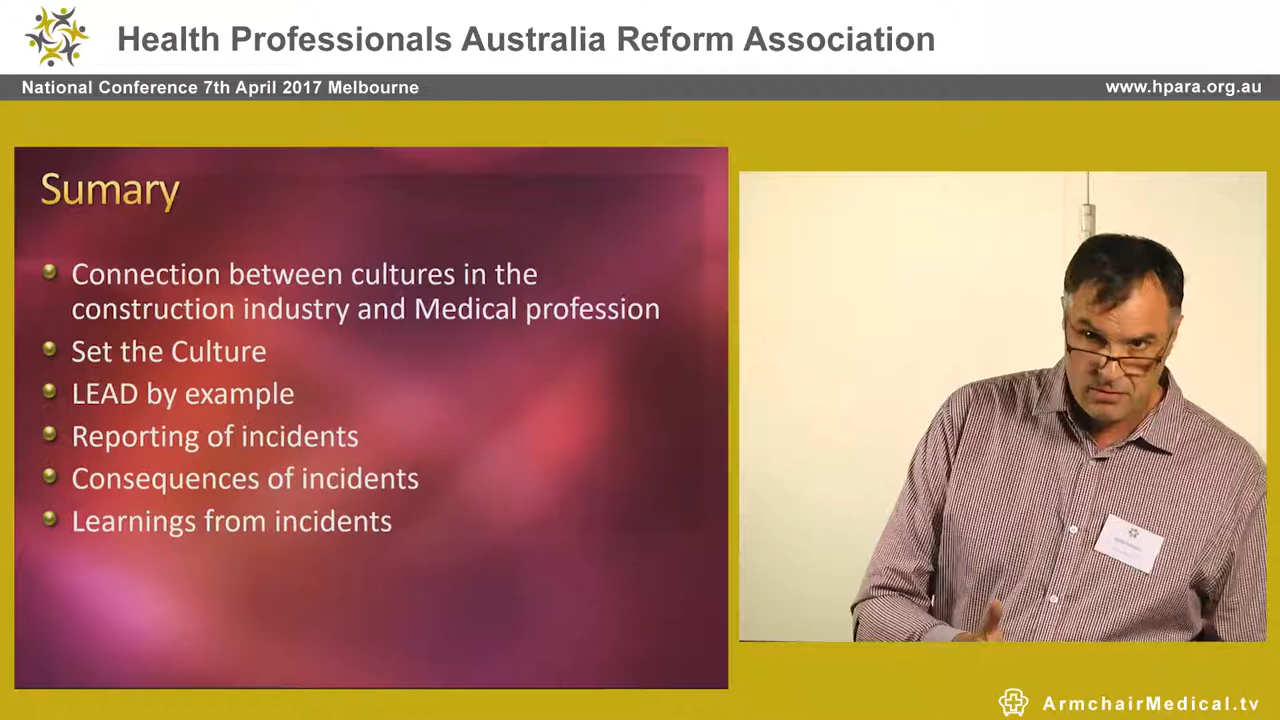 Health Professionals Australia Reform Association
National Conference 7th April 2017 Melbourne
www.hpara.org.au
Sumary
Connection between cultures in the
construction industry and Medical profession
Set the Culture
LEAD by example
Reporting of incidents
Consequences of incidents
Learnings from incidents
ArmchairMedical.tv